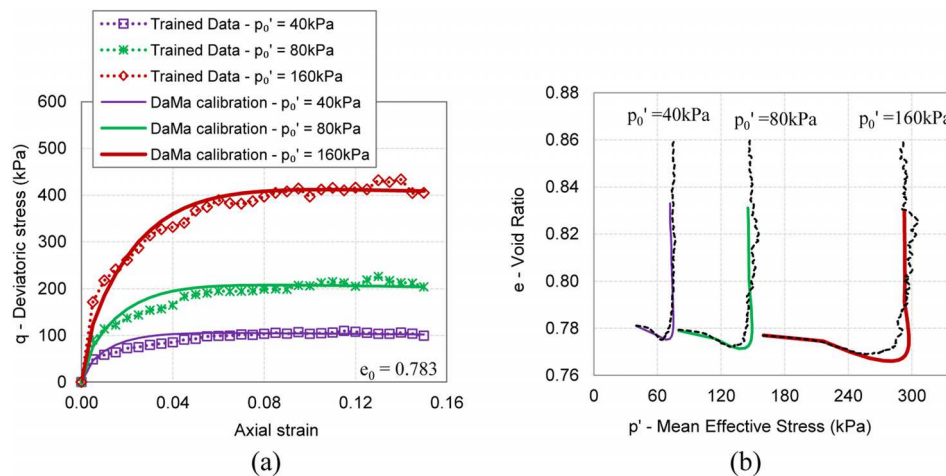 Trained Data - p₀' = 40kPa
Trained Data - p₀' = 80kPa
Trained Data - p₀' = 160kPa
DaMa calibration - p₀' = 40kPa
DaMa calibration - p₀' = 80kPa
DaMa calibration - p₀' = 160kPa
600
500
400
300
200
100
0
q - Deviatoric stress (kPa)
e₀ = 0.783
0.00 0.04 0.08 0.12 0.16
Axial strain
(a)
0.88
0.86
0.84
0.82
0.80
0.78
0.76
e - Void Ratio
p₀' =40kPa p₀' =80kPa p₀' =160kPa
0 60 120 180 240 300
p' - Mean Effective Stress (kPa)
(b)